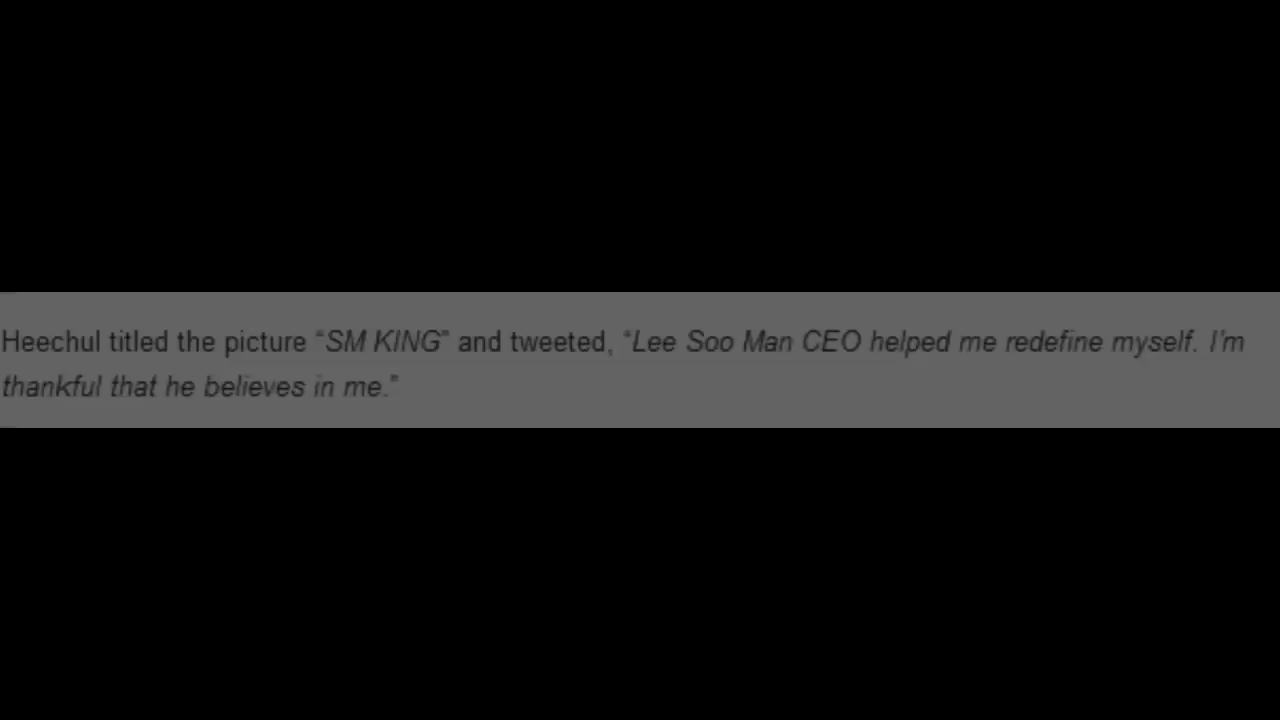 Heechul titled the picture “SM KING” and tweeted, “Lee Soo Man CEO helped me redefine myself. I’m
thankful that he believes in me.”